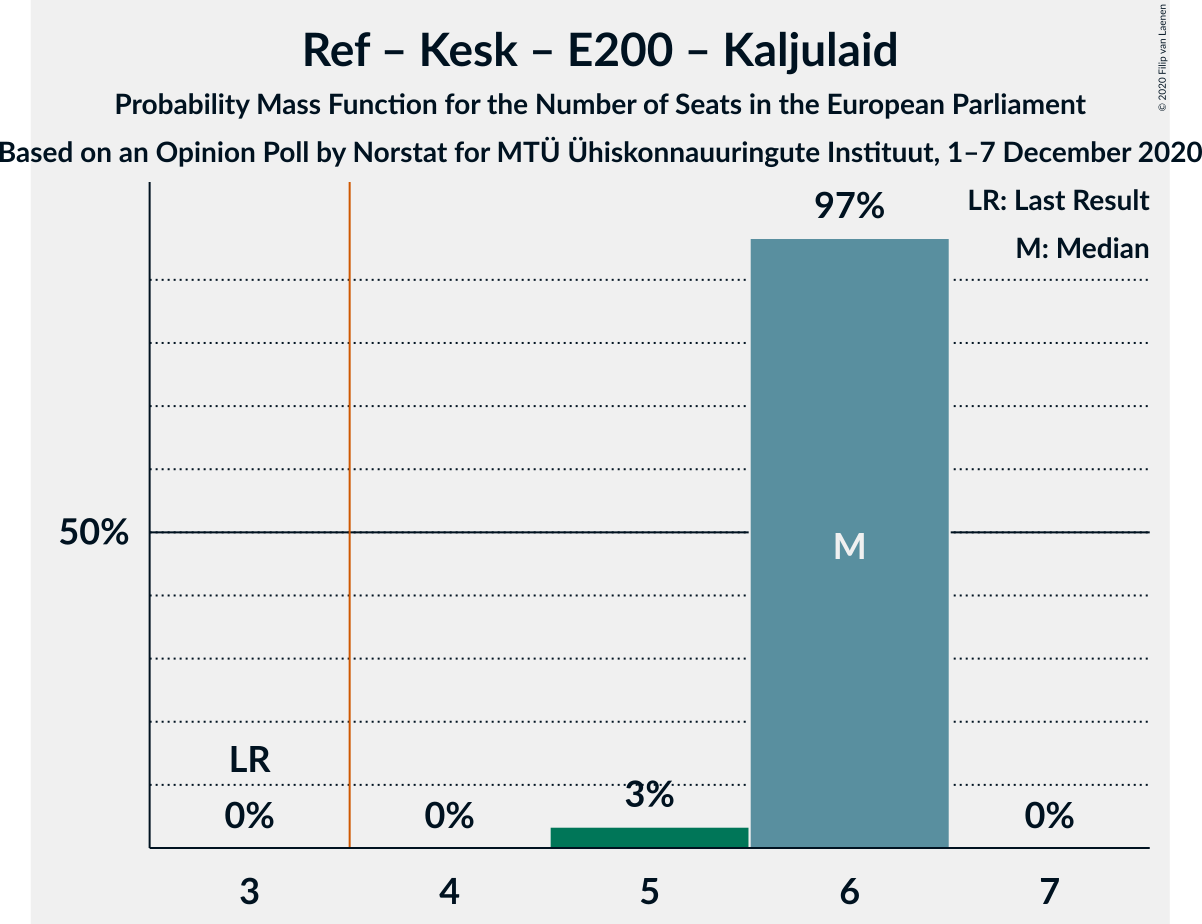 Ref – Kesk – E200 – Kaljulaid
Probability Mass Function for the Number of Seats in the European Parliament
Based on an Opinion Poll by Norstat for MTÜ Ühiskonnauuringute Instituut, 1–7 December 2020
© 2020 Filip van Laenen
LR: Last Result
M: Median
97%
50%
M
LR
3%
0%
0%
0%
3
4
5
6
7